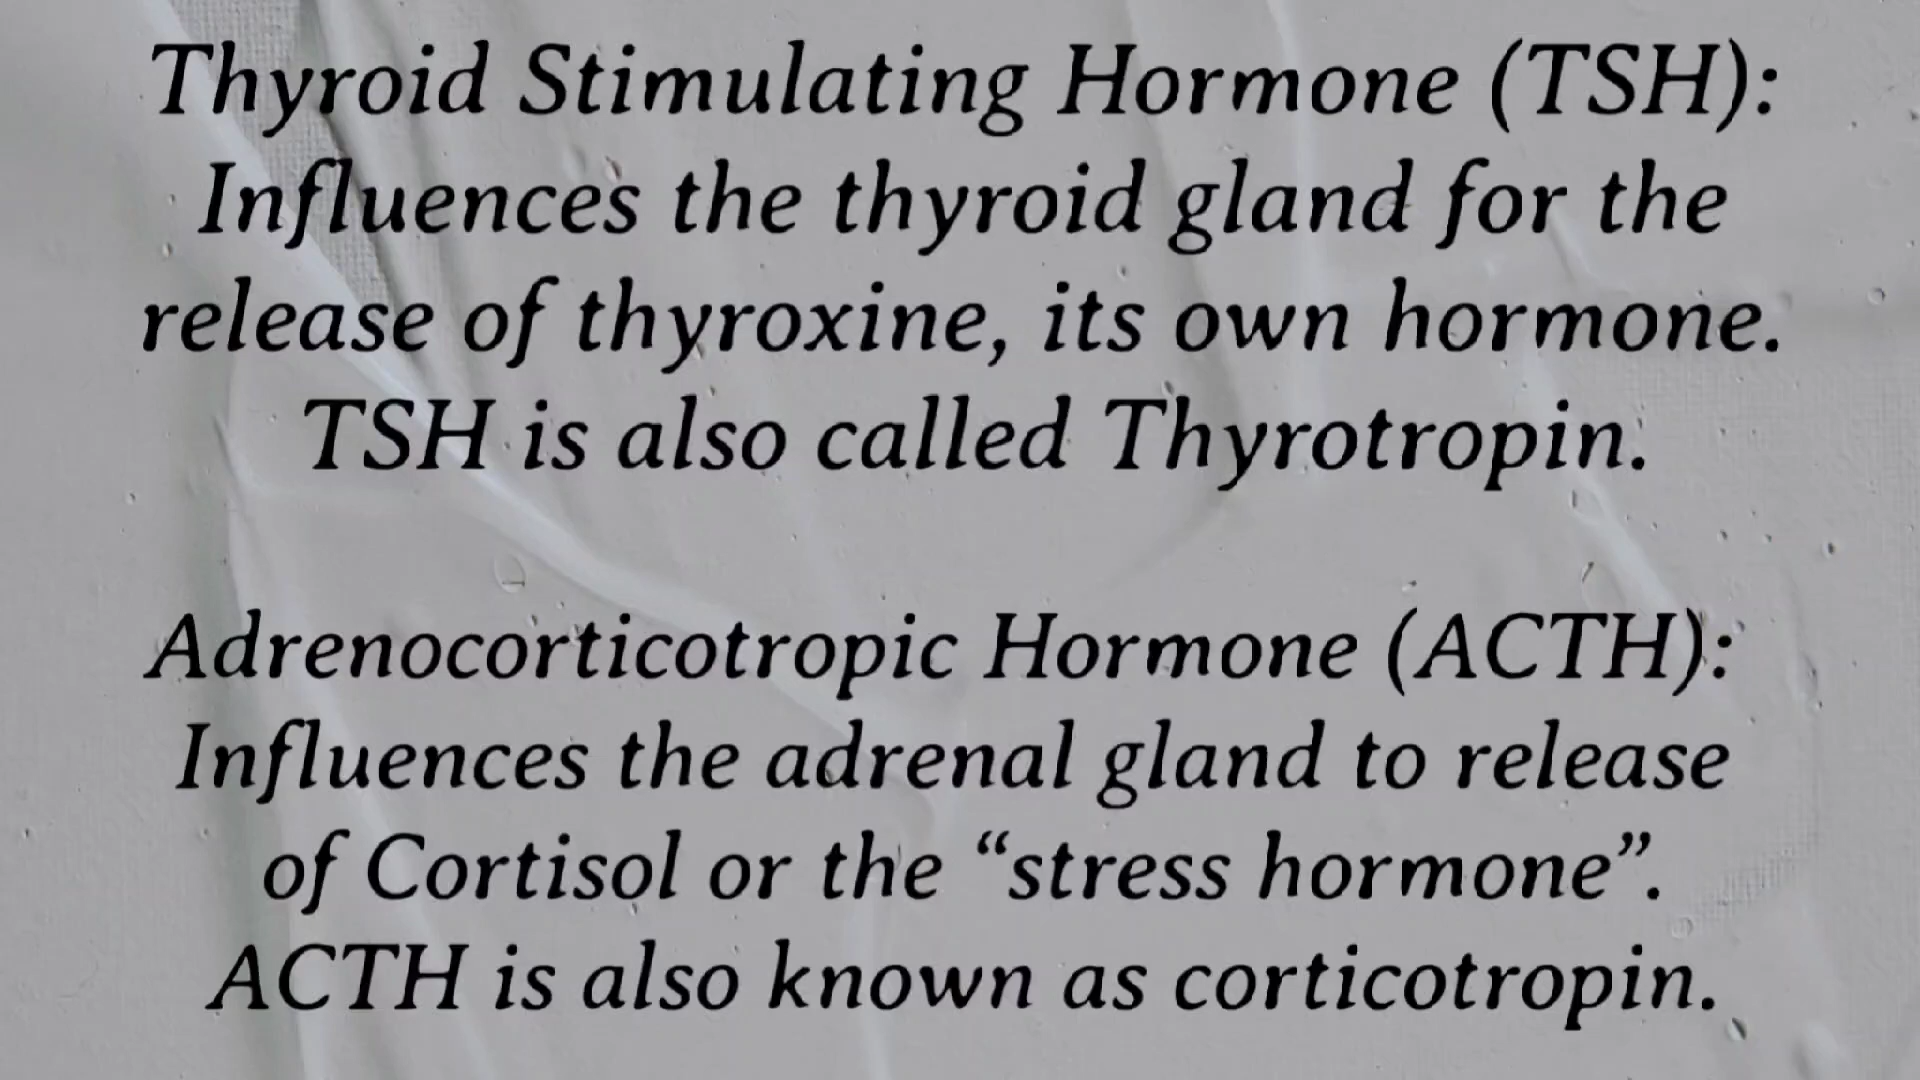 Thyroid Stimulating Hormone (TSH):
Influences the thyroid gland for the
release of thyroxine, its own hormone.
TSH is also called Thyrotropin.
Adrenocorticotropic Hormone (ACTH):
Influences the adrenal gland to release
of Cortisol or the “stress hormone”.
ACTH is also known as corticotropin.